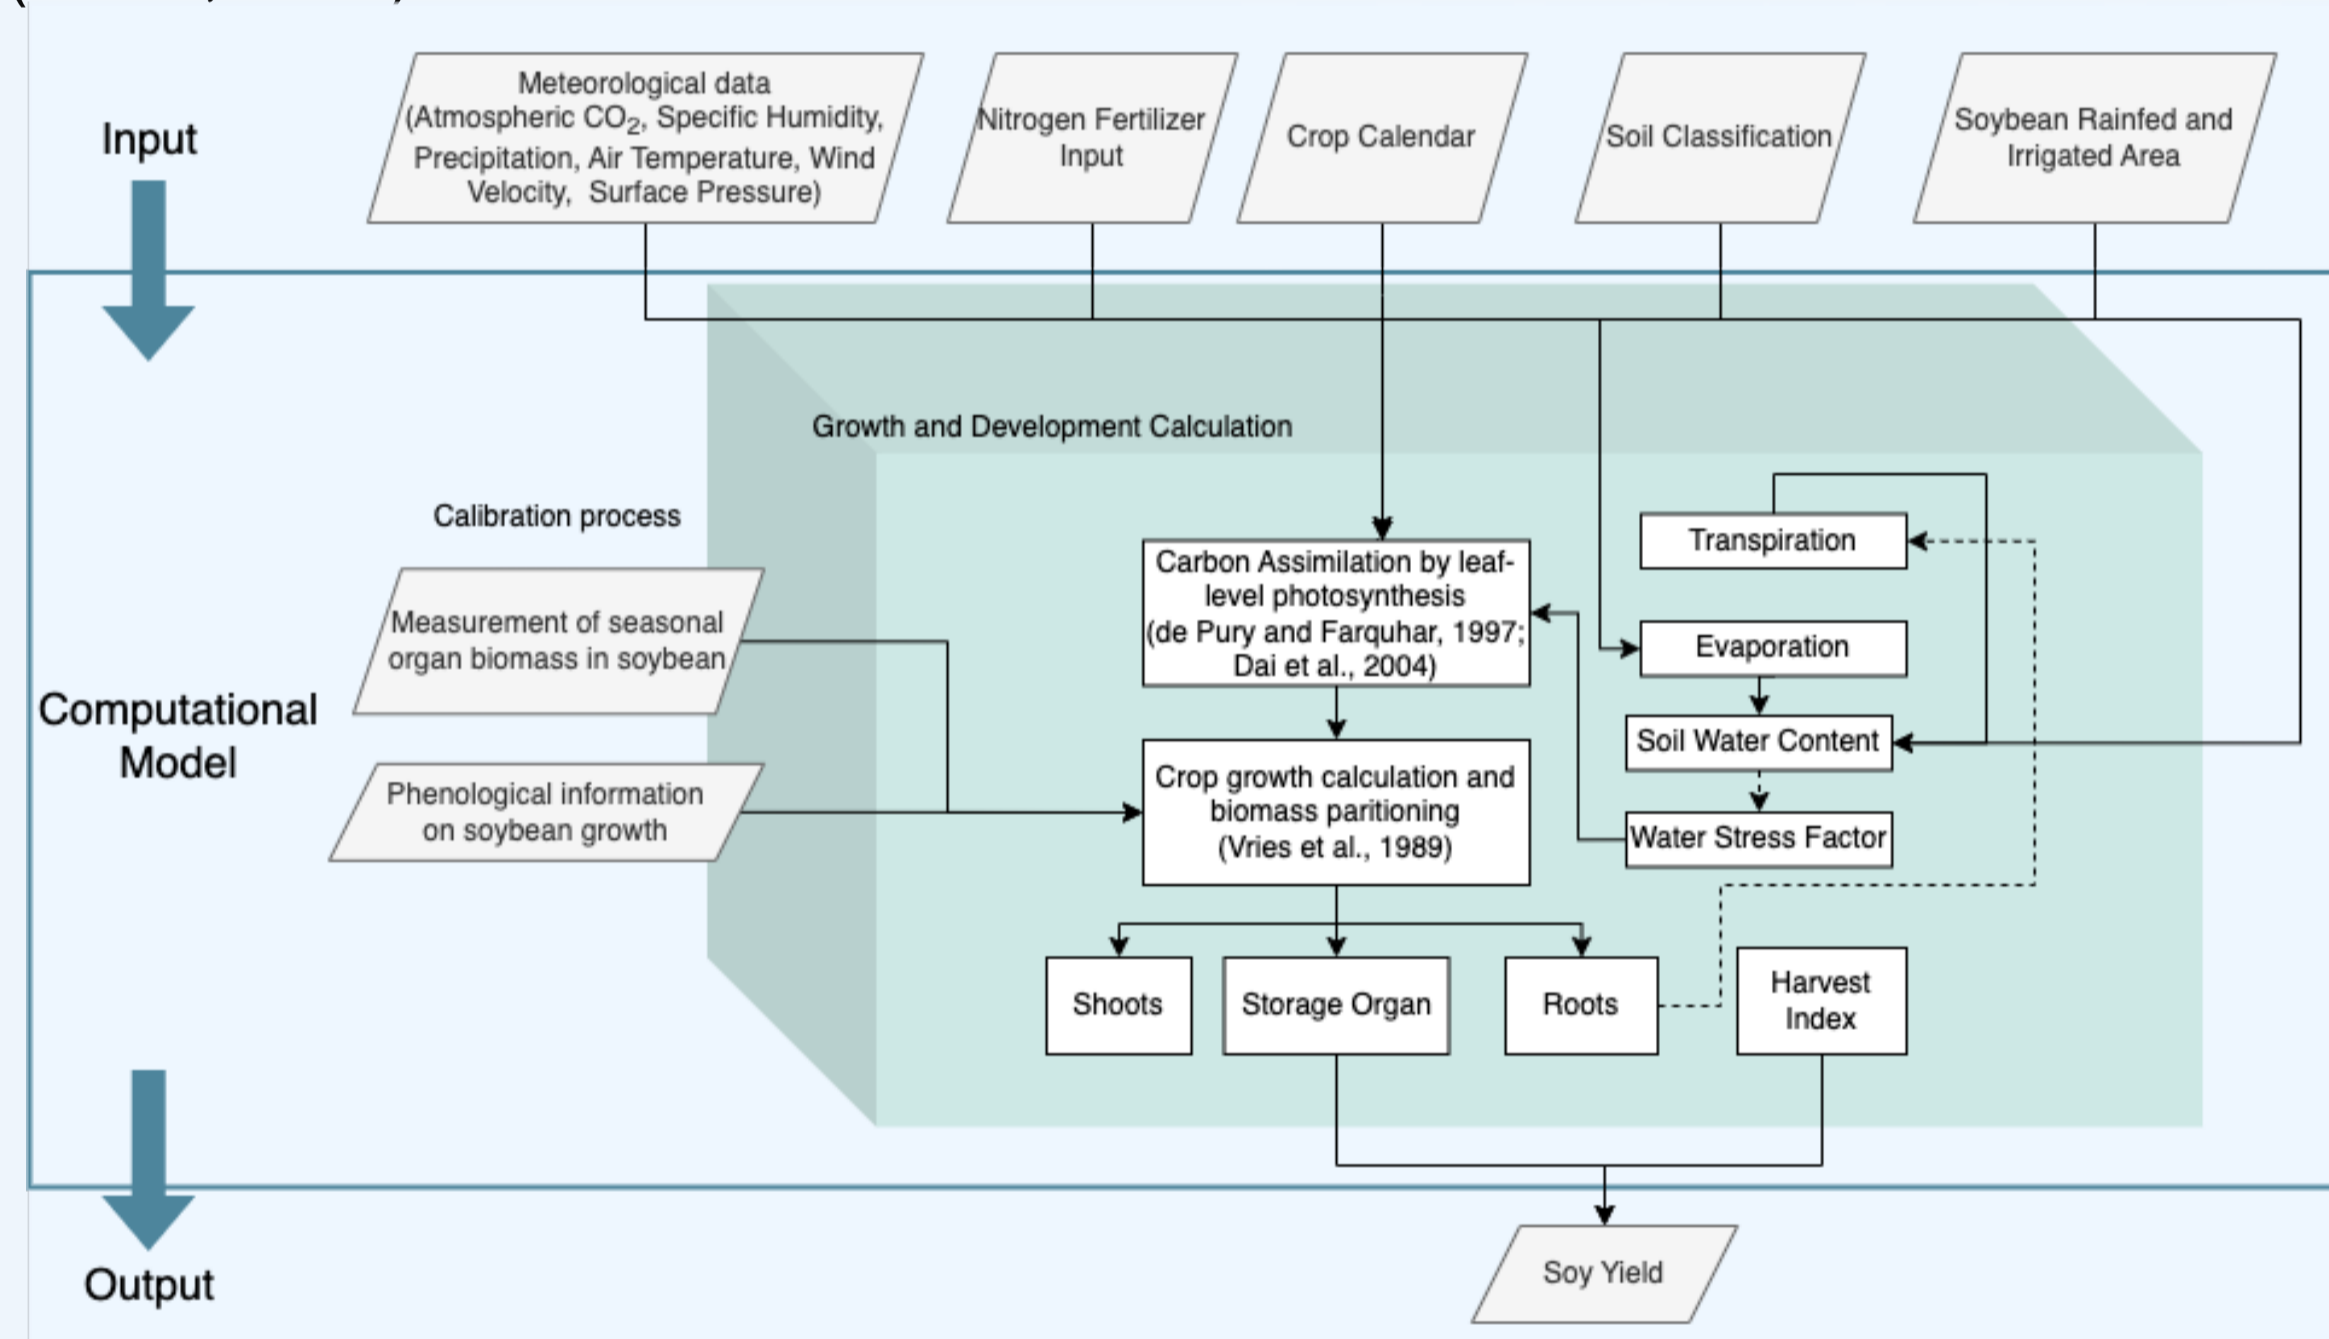 Input
Meteorological data
(Atmospheric CO₂, Specific Humidity,
Precipitation, Air Temperature, Wind
Velocity, Surface Pressure)
Nitrogen Fertilizer
Input
Crop Calendar
Soil Classification
Soybean Rainfed and
Irrigated Area
Growth and Development Calculation
Calibration process
Measurement of seasonal
organ biomass in soybean
Phenological information
on soybean growth
Computational
Model
Carbon Assimilation by leaf-
level photosynthesis
(de Pury and Farquhar, 1997;
Dai et al., 2004)
Crop growth calculation and
biomass paritioning
(Vries et al., 1989)
Transpiration
Evaporation
Soil Water Content
Water Stress Factor
Shoots
Storage Organ
Roots
Harvest
Index
Output
Soy Yield